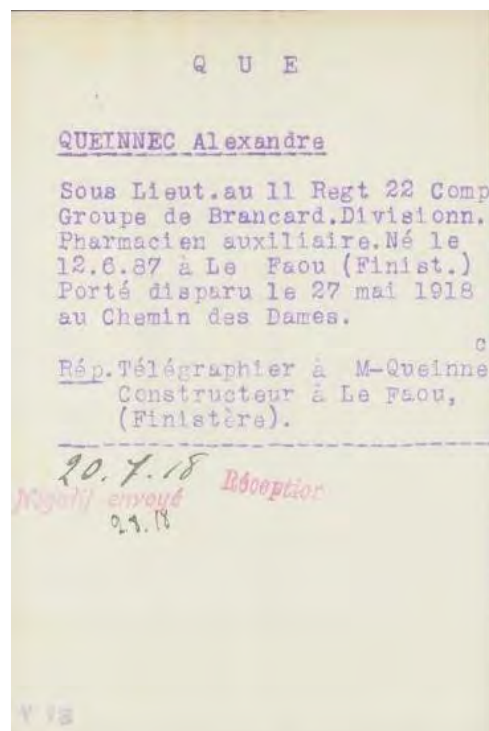 Q U E
QUEINNEC Alexandre
Sous Lieut.au 11 Regt 22 Comp
Groupe de Brancard.Divisionn.
Pharmacien auxiliaire.Né le
12.6.87 à Le Faou (Finist.)
Porté disparu le 27 mai 1918
au Chemin des Dames.
c
Rép.Télégraphier à M-Queinne
Constructeur à Le Faou,
(Finistère).
20.7.18 Réception
Négatif envoyé
2.8.18